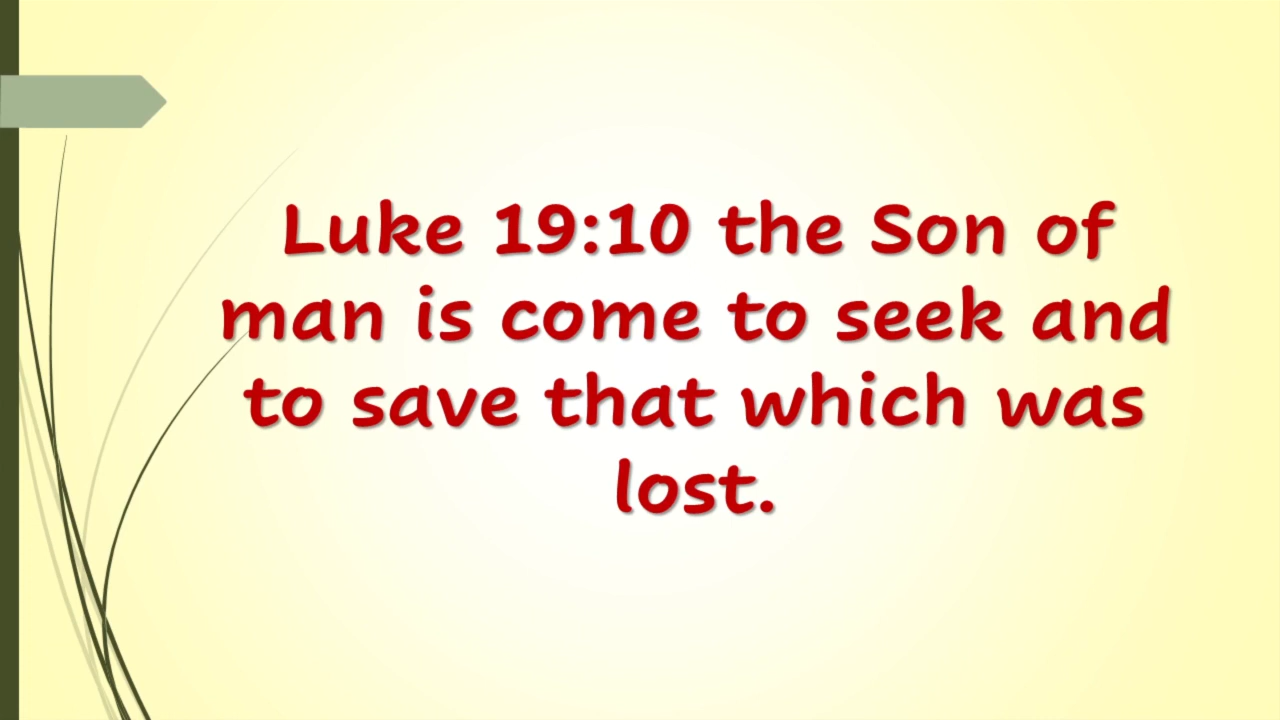 Luke 19:10 the Son of
man is come to seek and
to save that which was
lost.